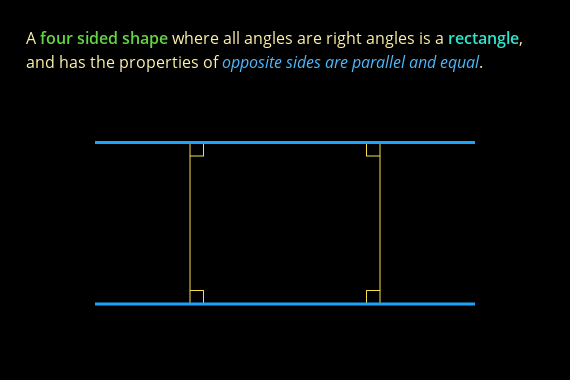 A four sided shape where all angles are right angles is a rectangle,
and has the properties of opposite sides are parallel and equal.